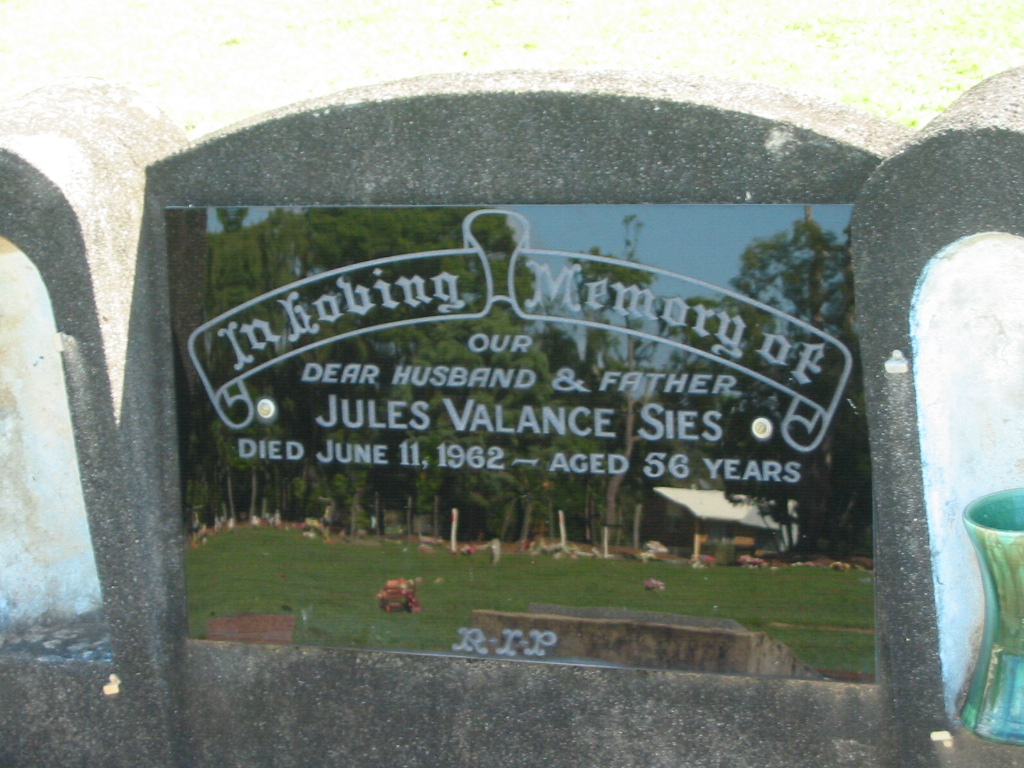 In Loving Memory of
OUR
DEAR HUSBAND & FATHER
JULES VALANCE SIES
DIED JUNE 11, 1962 — AGED 56 YEARS
R-I-P